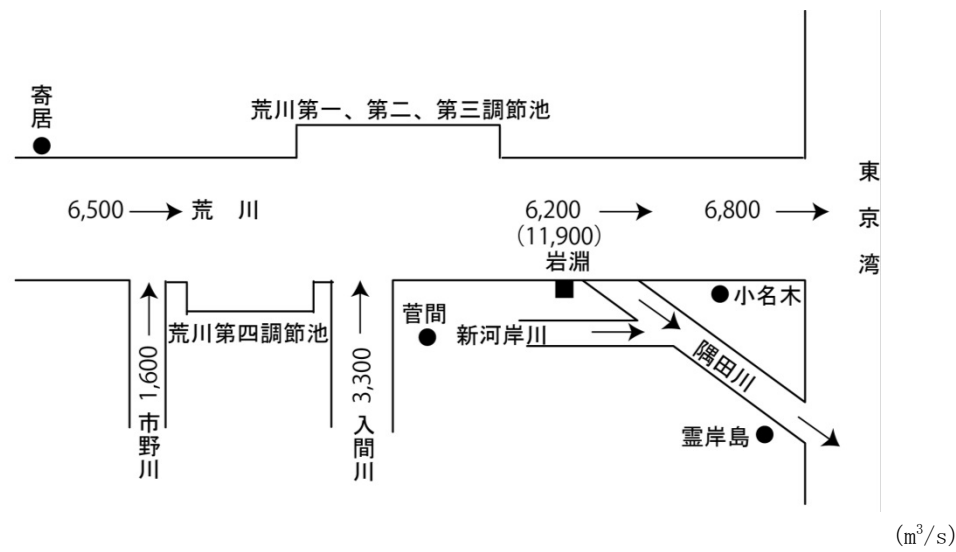 寄居
荒川第一、第二、第三調節池
6,500
荒 川
6,200
(11,900)
岩淵
6,800
東京湾
小名木
荒川第四調節池
菅間
新河岸川
隅田川
霊岸島
1,600
市野川
3,300
入間川
(m³/s)